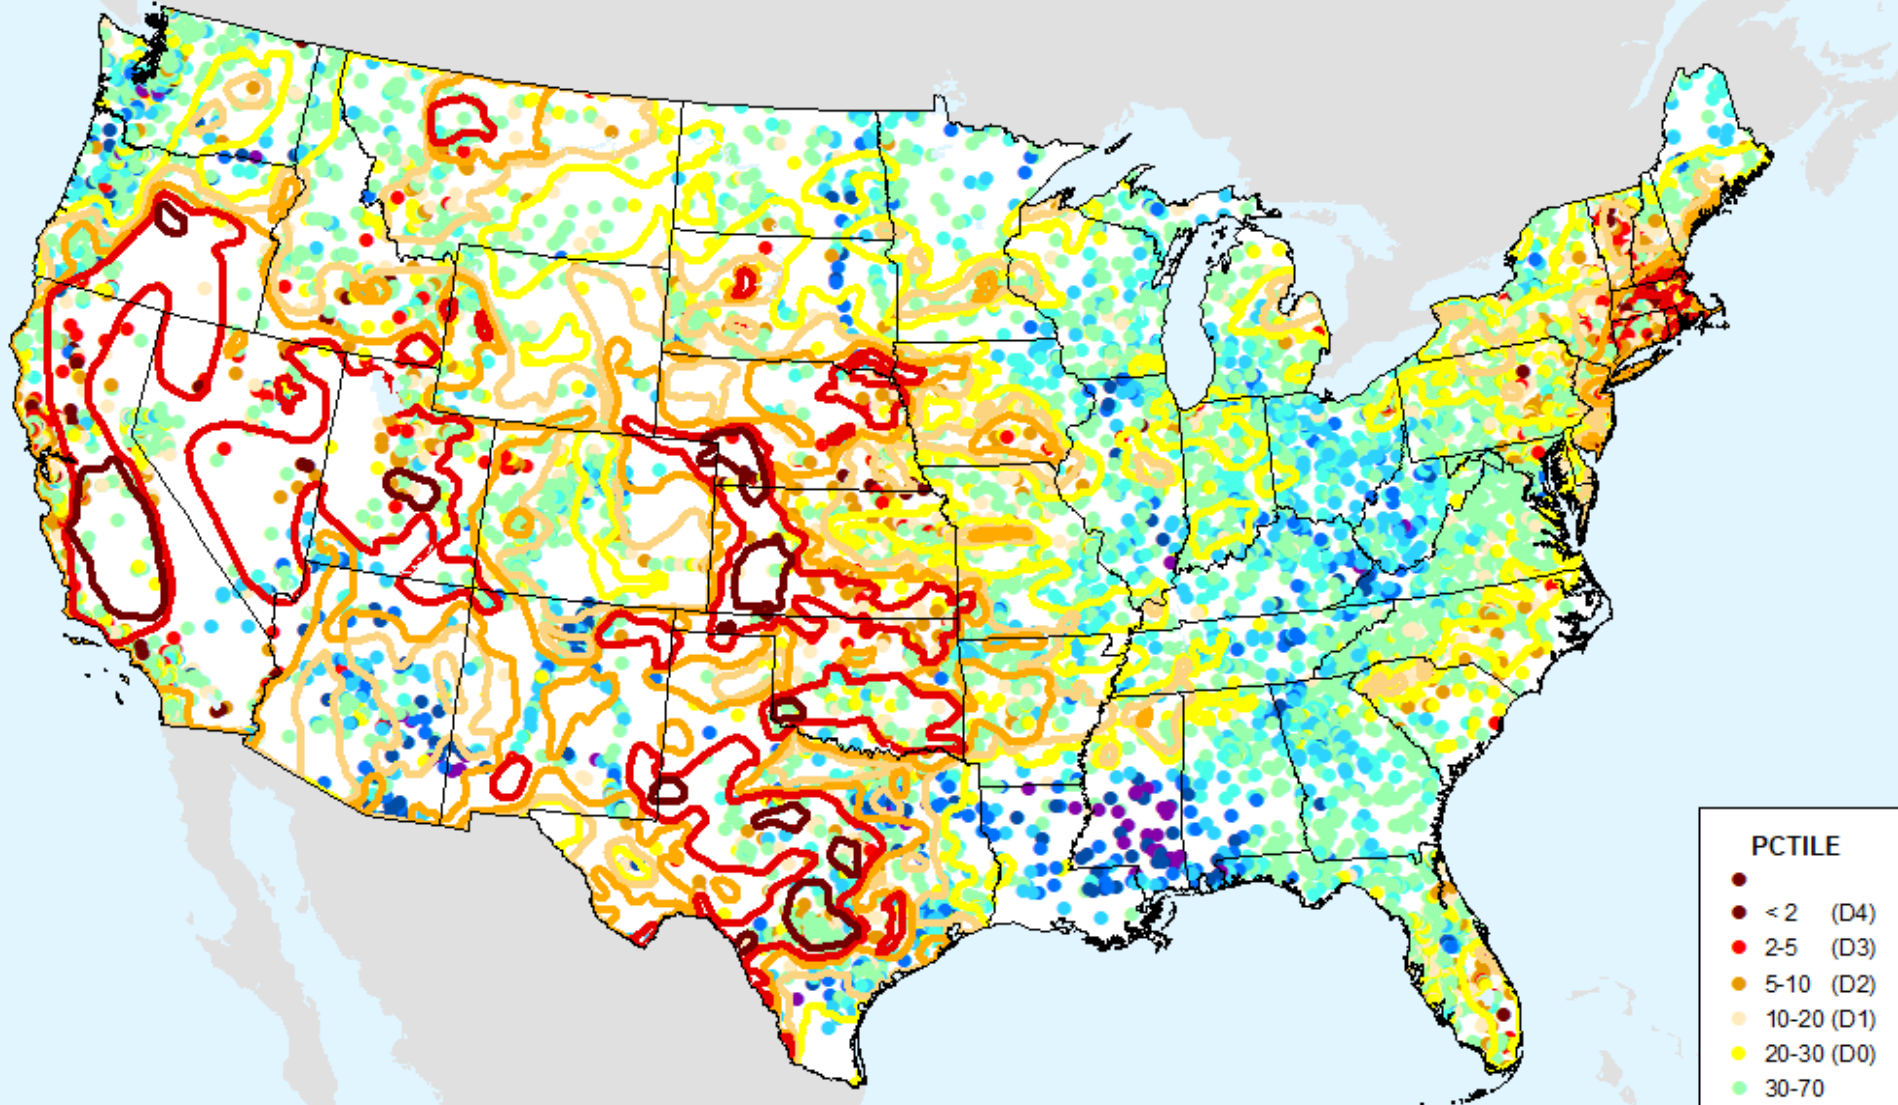 PCTILE
< 2 (D4)
2-5 (D3)
5-10 (D2)
10-20 (D1)
20-30 (D0)
30-70